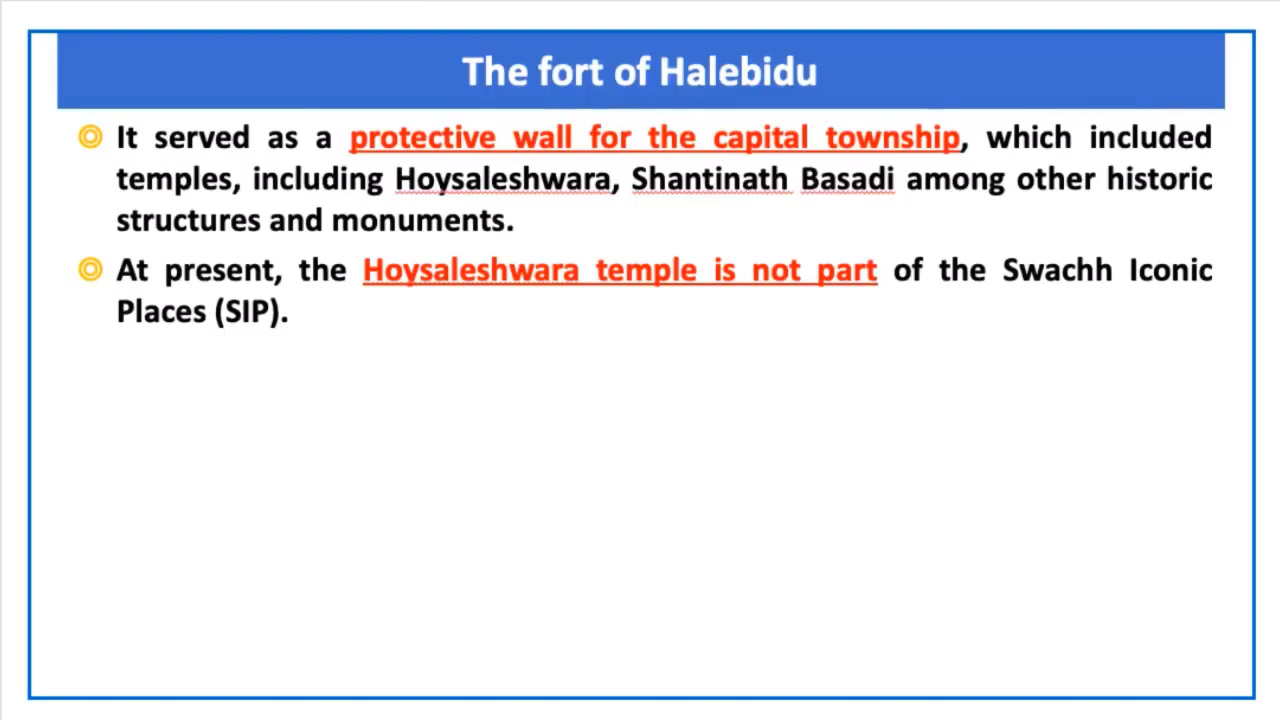 The fort of Halebidu
It served as a protective wall for the capital township, which included
temples, including Hoysaleshwara, Shantinath Basadi among other historic
structures and monuments.
At present, the Hoysaleshwara temple is not part of the Swachh Iconic
Places (SIP).